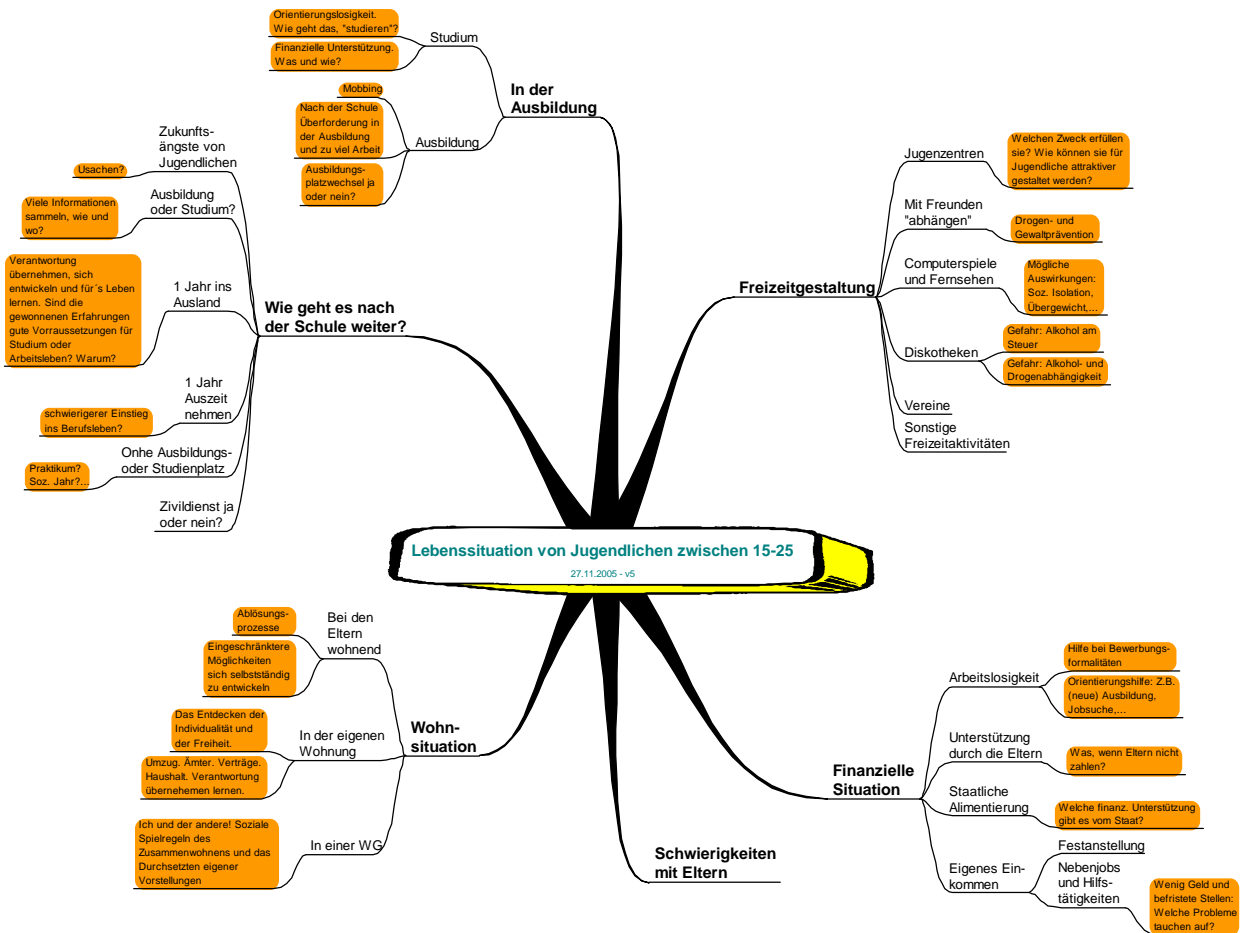 Lebenssituation von Jugendlichen zwischen 15-25
27.11.2005 - v5
In der
Ausbildung
Studium
Orientierungslosigkeit.
Wie geht das, "studieren"?
Finanzielle Unterstützung.
Was und wie?
Ausbildung
Mobbing
Nach der Schule
Überforderung in
der Ausbildung
und zu viel Arbeit
Ausbildungs-
platzwechsel ja
oder nein?
Wie geht es nach
der Schule weiter?
Zukunfts-
ängste von
Jugendlichen
Usachen?
Ausbildung
oder Studium?
Viele Informationen
sammeln, wie und
wo?
1 Jahr ins
Ausland
Verantwortung
übernehmen, sich
entwickeln und für´s Leben
lernen. Sind die
gewonnenen Erfahrungen
gute Vorraussetzungen für
Studium oder
Arbeitsleben? Warum?
1 Jahr
Auszeit
nehmen
schwierigerer Einstieg
ins Berufsleben?
Onhe Ausbildungs-
oder Studienplatz
Praktikum?
Soz. Jahr?...
Zivildienst ja
oder nein?
Freizeitgestaltung
Jugenzentren
Welchen Zweck erfüllen
sie? Wie können sie für
Jugendliche attraktiver
gestaltet werden?
Mit Freunden
"abhängen"
Drogen- und
Gewaltprävention
Computerspiele
und Fernsehen
Mögliche
Auswirkungen:
Soz. Isolation,
Übergewicht,...
Diskotheken
Gefahr: Alkohol am
Steuer
Gefahr: Alkohol- und
Drogenabhängigkeit
Vereine
Sonstige
Freizeitaktivitäten
Wohn-
situation
Bei den
Eltern
wohnend
Ablösungs-
prozesse
Eingeschränktere
Möglichkeiten
sich selbstständig
zu entwickeln
In der eigenen
Wohnung
Das Entdecken der
Individualität und
der Freiheit.
Umzug. Ämter. Verträge.
Haushalt. Verantwortung
übernehemen lernen.
In einer WG
Ich und der andere! Soziale
Spielregeln des
Zusammenwohnens und das
Durchsetzten eigener
Vorstellungen
Schwierigkeiten
mit Eltern
Finanzielle
Situation
Arbeitslosigkeit
Hilfe bei Bewerbungs-
formalitäten
Orientierungshilfe: Z.B.
(neue) Ausbildung,
Jobsuche,...
Unterstützung
durch die Eltern
Was, wenn Eltern nicht
zahlen?
Staatliche
Alimentierung
Welche finanz. Unterstützung
gibt es vom Staat?
Eigenes Ein-
kommen
Festanstellung
Nebenjobs
und Hilfs-
tätigkeiten
Wenig Geld und
befristete Stellen:
Welche Probleme
tauchen auf?